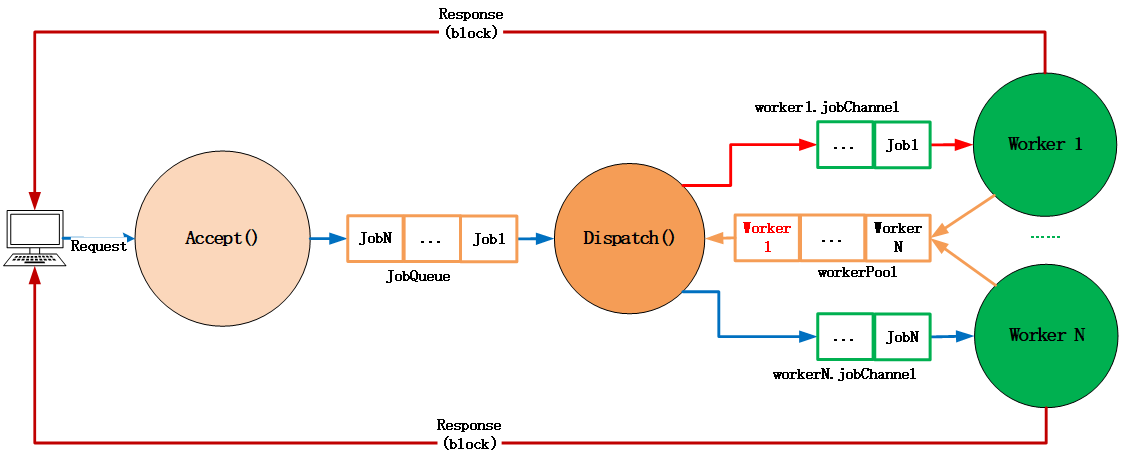 Response
(block)
worker1.jobChannel
...
Job1
Worker 1
Request
Accept()
JobN
...
Job1
JobQueue
Dispatch()
Worker
1
...
Worker
N
workerPool
......
...
JobN
workerN.jobChannel
Worker N
Response
(block)